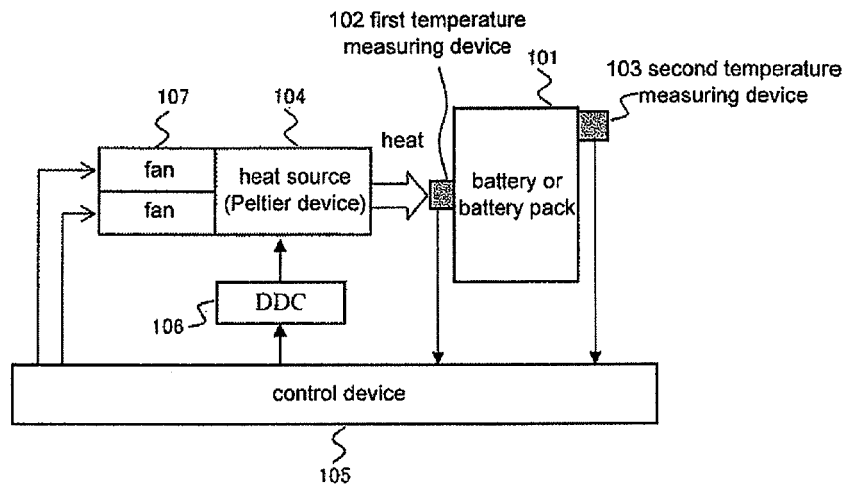 102 first temperature
measuring device
101
103 second temperature
measuring device
107
104
heat
fan
fan
heat source
(Peltier device)
battery or
battery pack
DDC
106
control device
105